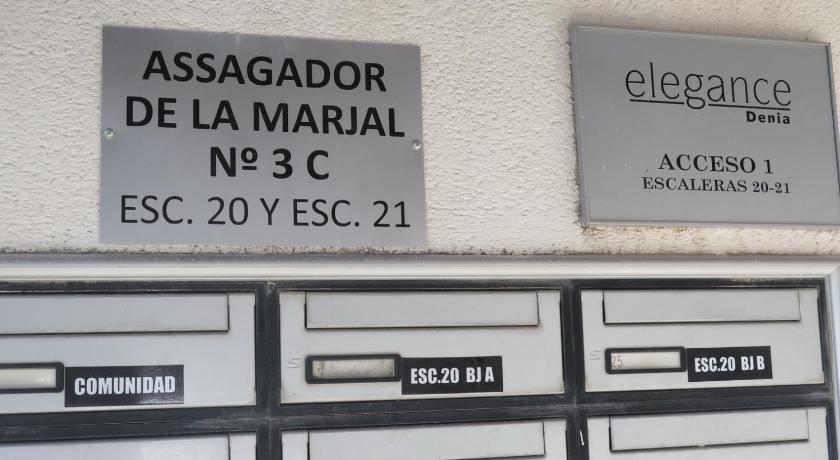 ASSAGADOR
DE LA MARJAL
Nº 3 C
ESC. 20 Y ESC. 21
elegance
Denia
ACCESO 1
ESCALERAS 20-21
COMUNIDAD
ESC.20 BJ A
25
ESC.20 BJ B